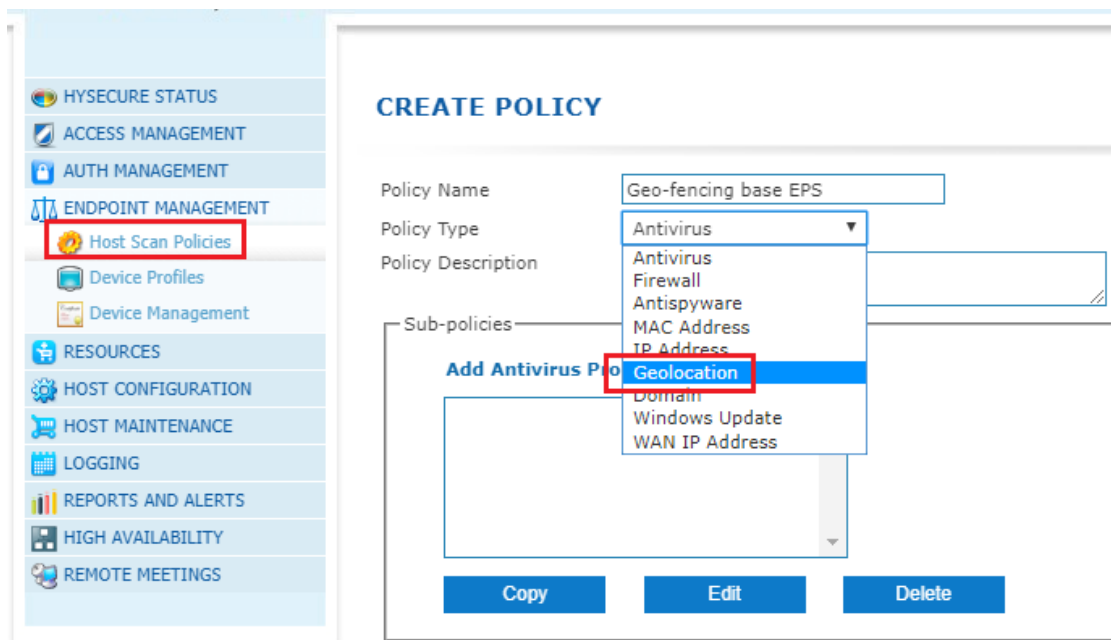 HYSECURE STATUS
ACCESS MANAGEMENT
AUTH MANAGEMENT
ENDPOINT MANAGEMENT
Host Scan Policies
Device Profiles
Device Management
RESOURCES
HOST CONFIGURATION
HOST MAINTENANCE
LOGGING
REPORTS AND ALERTS
HIGH AVAILABILITY
REMOTE MEETINGS
CREATE POLICY
Policy Name Geo-fencing base EPS
Policy Type Antivirus
Policy Description
Antivirus
Firewall
Antispyware
MAC Address
IP Address
Geolocation
Domain
Windows Update
WAN IP Address
Sub-policies
Add Antivirus Pro
Copy Edit Delete